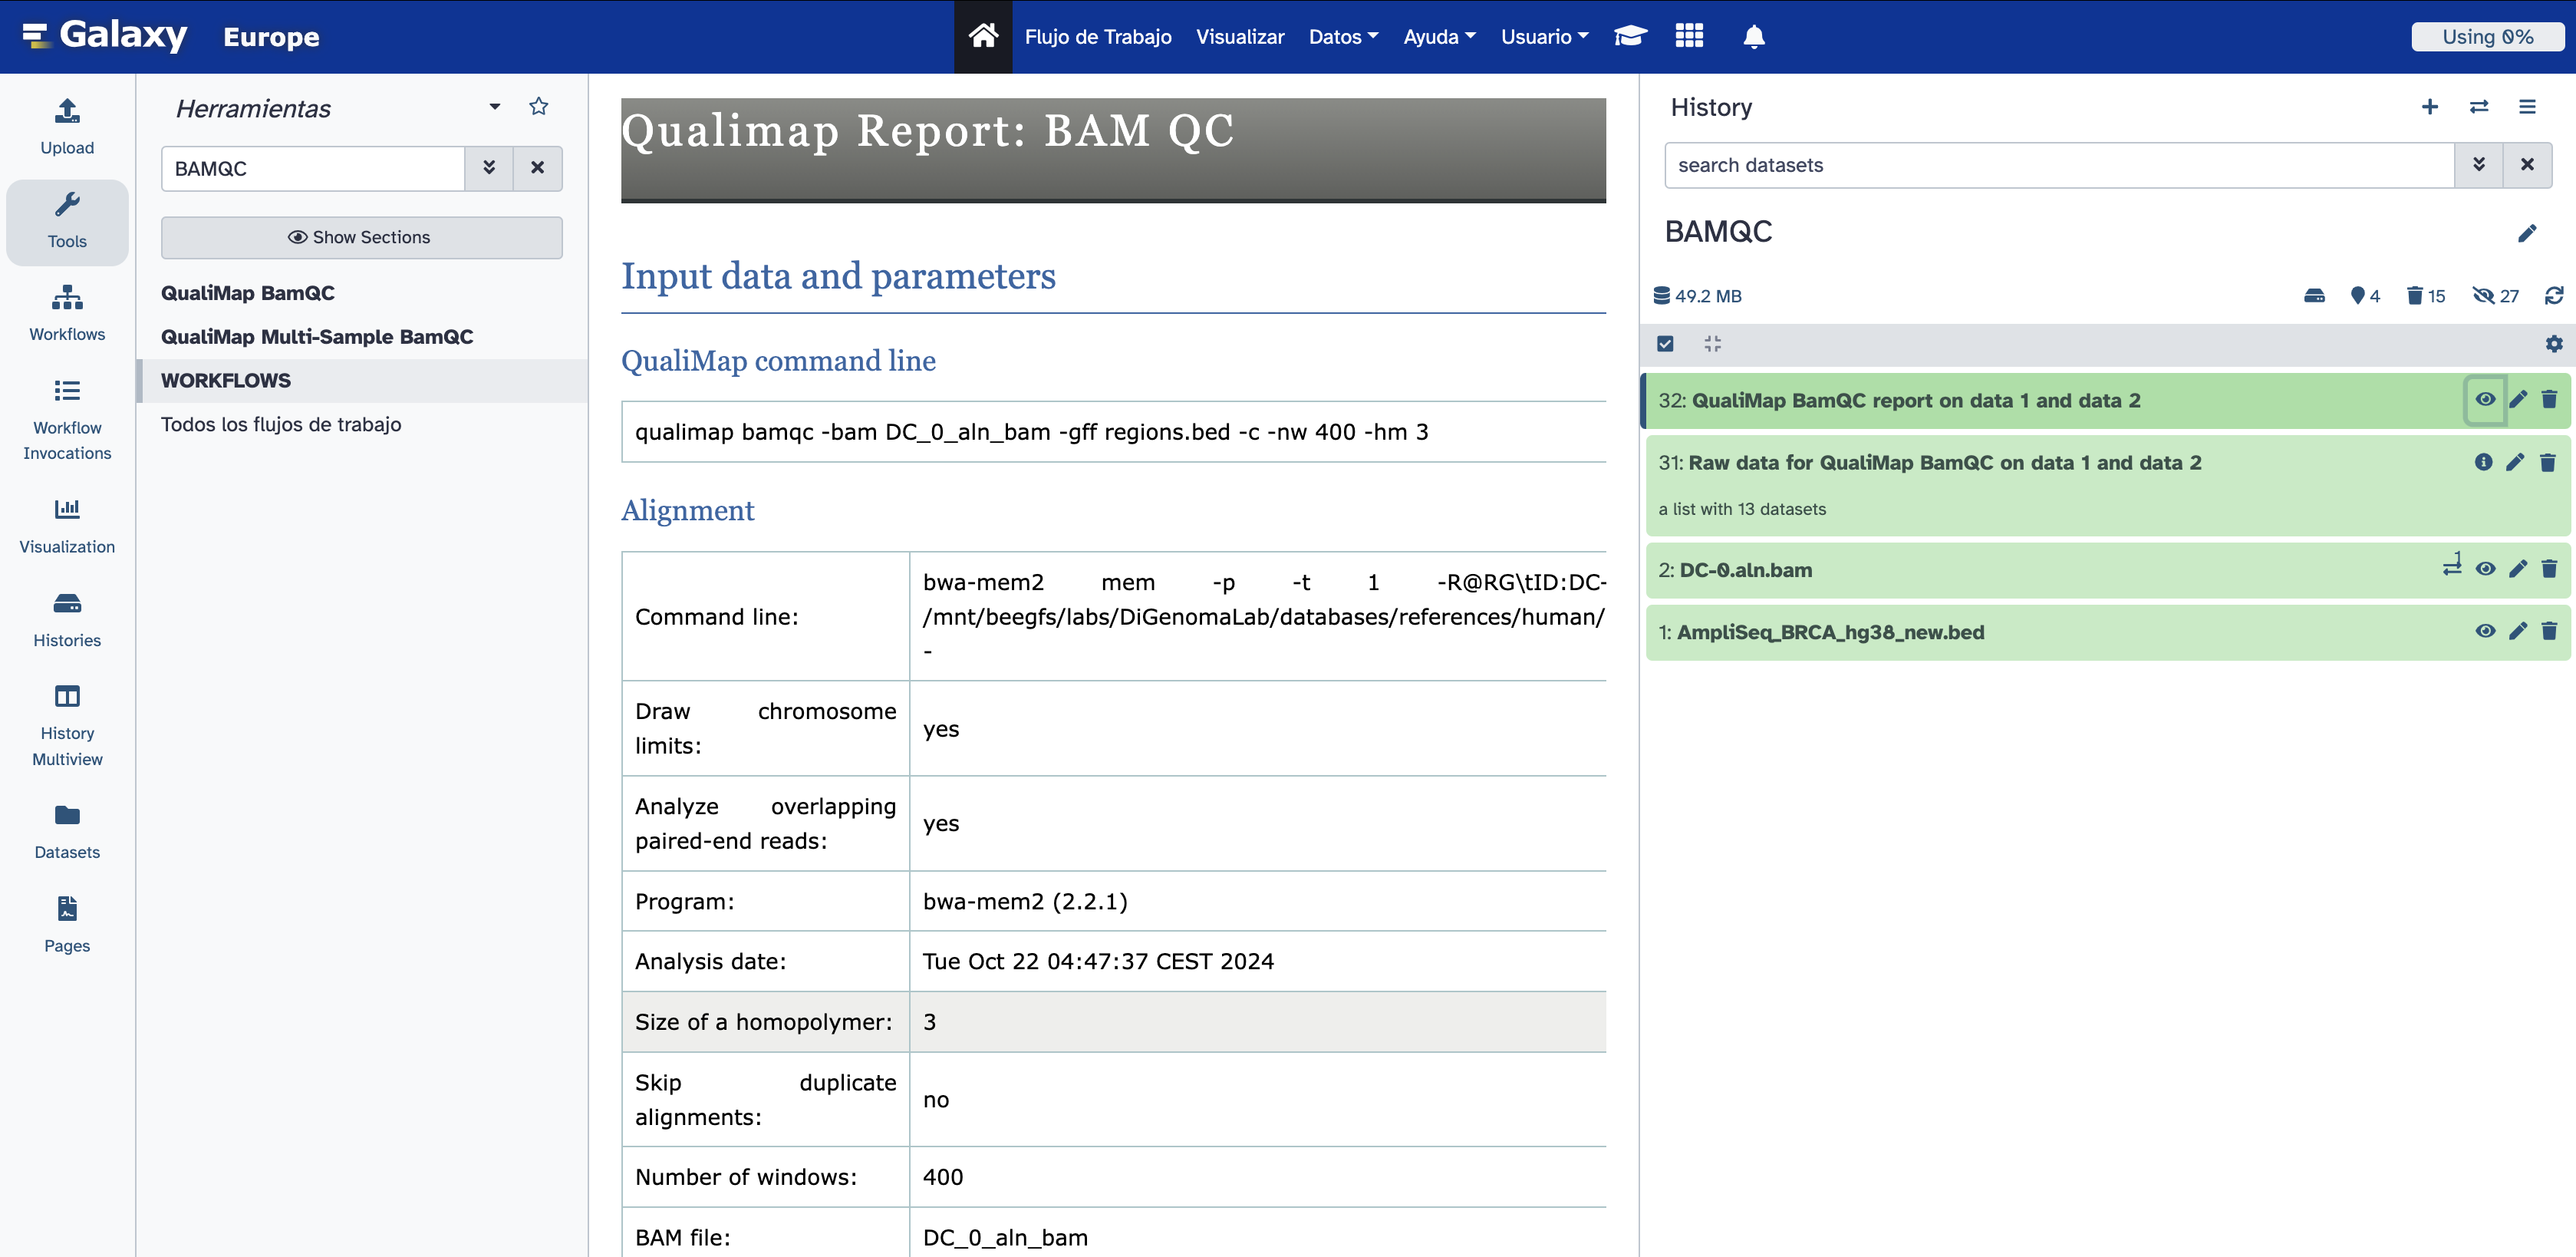 Galaxy Europe
Flujo de Trabajo Visualizar Datos Ayuda Usuario
Using 0%
Upload
Tools
Workflows
Workflow
Invocations
Visualization
Histories
History
Multiview
Datasets
Pages
Herramientas
BAMQC
Show Sections
QualiMap BamQC
QualiMap Multi-Sample BamQC
WORKFLOWS
Todos los flujos de trabajo
Qualimap Report: BAM QC
Input data and parameters
QualiMap command line
qualimap bamqc -bam DC_0_aln_bam -gff regions.bed -c -nw 400 -hm 3
Alignment
Command line:
bwa-mem2 mem -p -t 1 -R@RG\tID:DC-
/mnt/beegfs/labs/DiGenomaLab/databases/references/human/
-
Draw chromosome
limits:
yes
Analyze overlapping
paired-end reads:
yes
Program: bwa-mem2 (2.2.1)
Analysis date: Tue Oct 22 04:47:37 CEST 2024
Size of a homopolymer: 3
Skip duplicate
alignments:
no
Number of windows: 400
BAM file: DC_0_aln_bam
History
search datasets
BAMQC
49.2 MB 4 15 27
32: QualiMap BamQC report on data 1 and data 2
31: Raw data for QualiMap BamQC on data 1 and data 2
a list with 13 datasets
2: DC-0.aln.bam 1
1: AmpliSeq_BRCA_hg38_new.bed